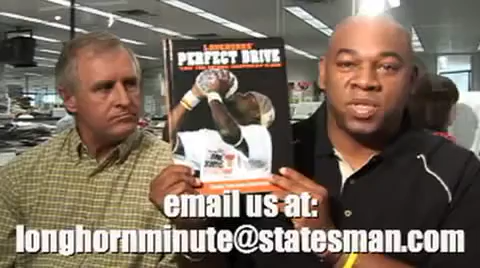 LONGHORNS'
PERFECT DRIVE
email us at:
longhornminute@statesman.com